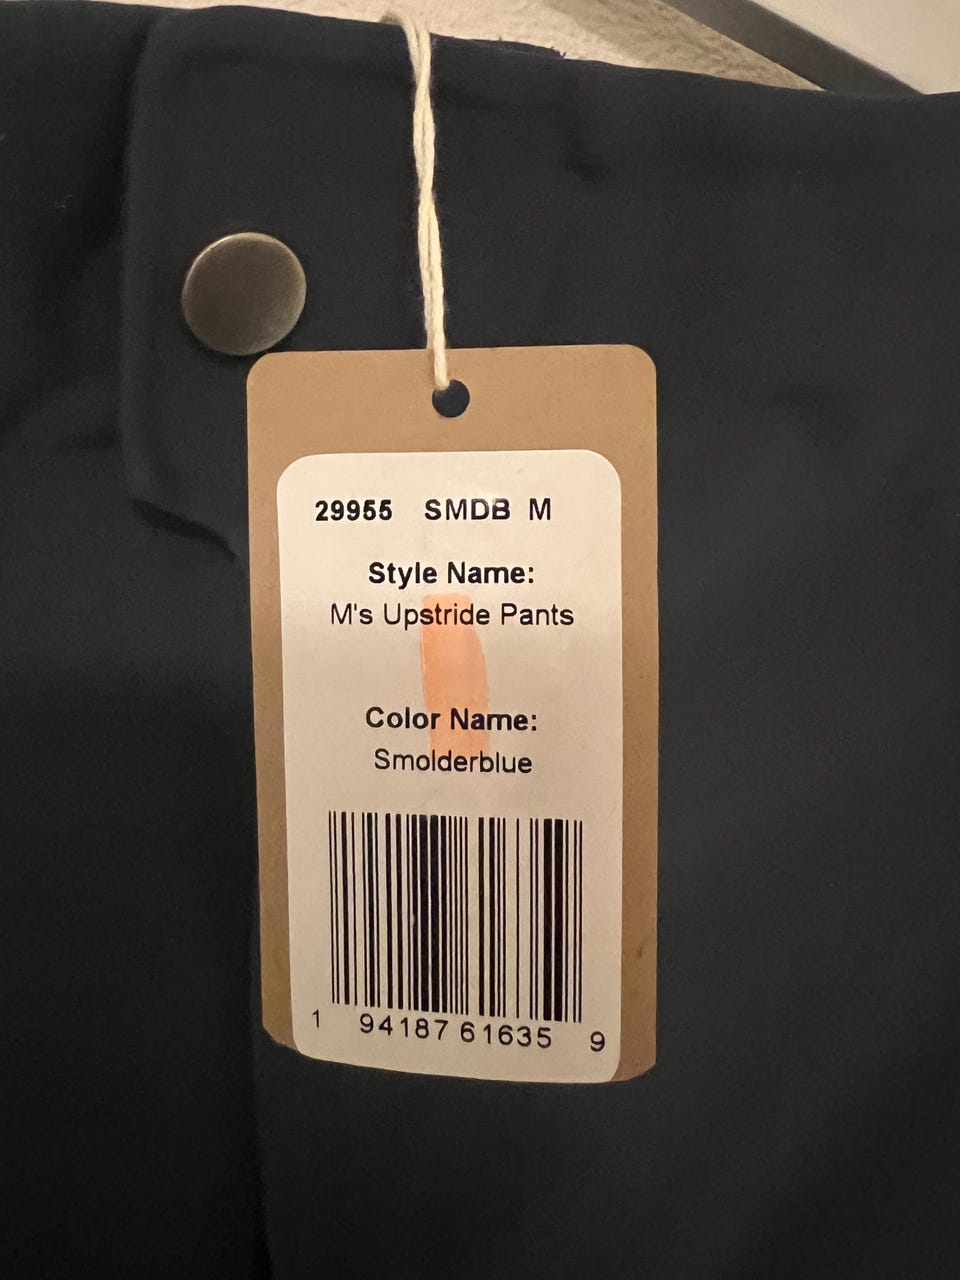 29955 SMDB M
Style Name:
M's Upstride Pants
Color Name:
Smolderblue
1 94187 61635 9